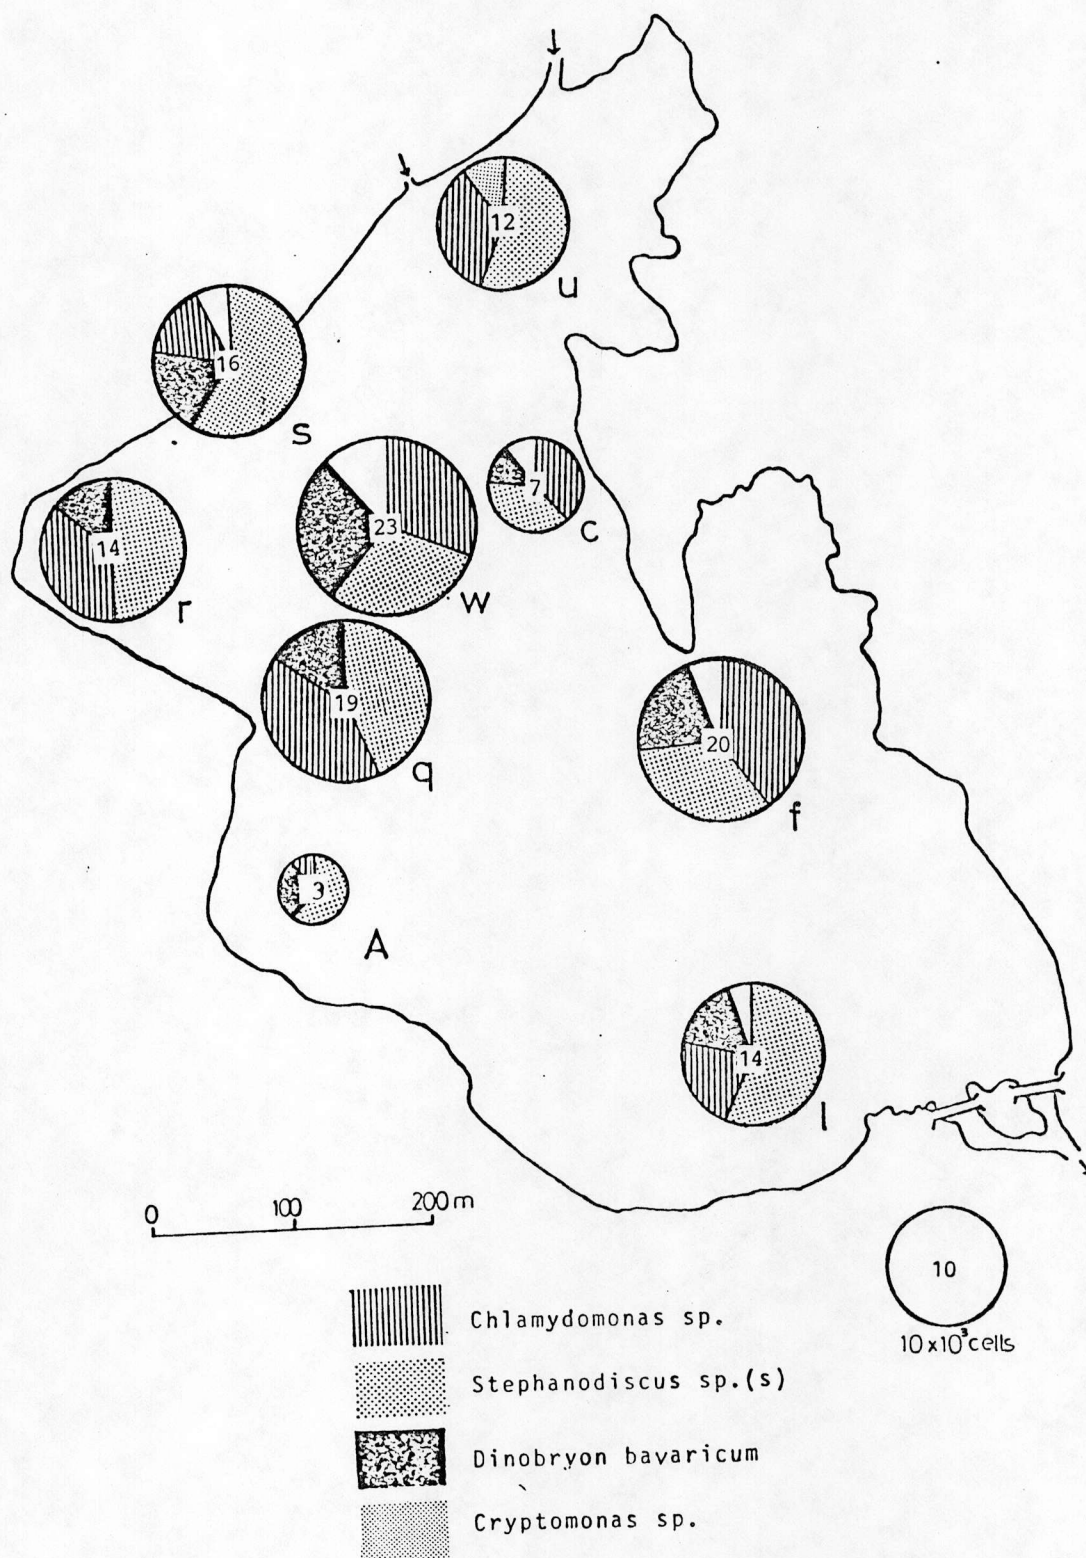 12
u
16
s
7
c
23
w
14
r
19
q
20
f
3
A
14
l
0 100 200m
10
10x10³cells
Chlamydomonas sp.
Stephanodiscus sp.(s)
Dinobryon bavaricum
Cryptomonas sp.